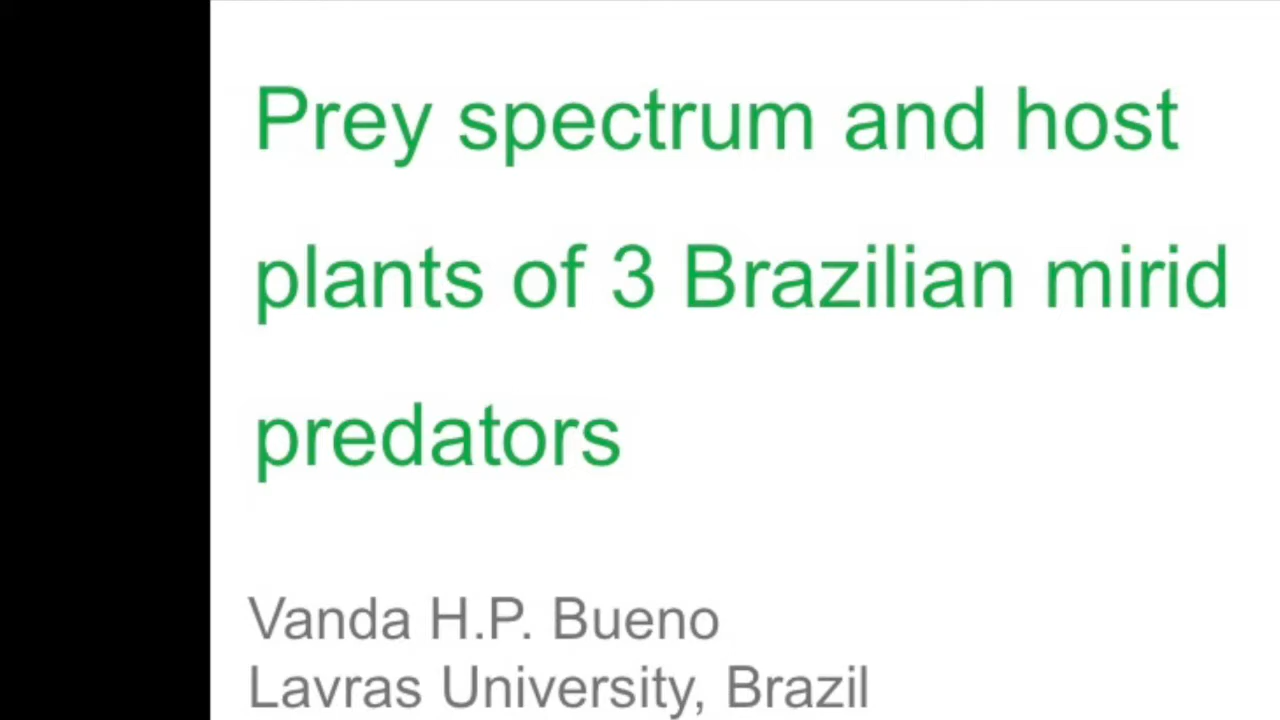 Prey spectrum and host
plants of 3 Brazilian mirid
predators
Vanda H.P. Bueno
Lavras University, Brazil